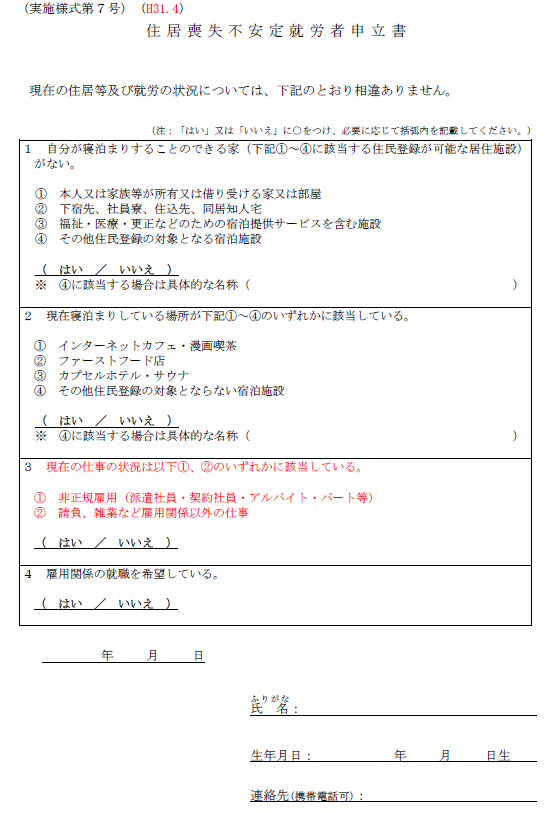 （実施様式第７号）(H31.4)
住居喪失不安定就労者申立書
現在の住居等及び就労の状況については、下記のとおり相違ありません。
（注：「はい」又は「いいえ」に○をつけ、必要に応じて括弧内を記載してください。）
１　自分が寝泊まりすることのできる家（下記①～④に該当する住民登録が可能な居住施設）
がない。
①　本人又は家族等が所有又は借り受ける家又は部屋
②　下宿先、社員寮、住込先、同居知人宅
③　福祉・医療・更正などのための宿泊提供サービスを含む施設
④　その他住民登録の対象となる宿泊施設
（　はい　／　いいえ　）
※　④に該当する場合は具体的な名称（　　　　　　　　　　　　　　　　　　　　　　）
２　現在寝泊まりしている場所が下記①～④のいずれかに該当している。
①　インターネットカフェ・漫画喫茶
②　ファーストフード店
③　カプセルホテル・サウナ
④　その他住民登録の対象とならない宿泊施設
（　はい　／　いいえ　）
※　④に該当する場合は具体的な名称（　　　　　　　　　　　　　　　　　　　　　　）
３　現在の仕事の状況は以下①、②のいずれかに該当している。
①　非正規雇用（派遣社員・契約社員・アルバイト・パート等）
②　請負、雑業など雇用関係以外の仕事
（　はい　／　いいえ　）
４　雇用関係の就職を希望している。
（　はい　／　いいえ　）
年　　月　　日
ふりがな
氏　名：
生年月日：　　　　　　年　　月　　日生
連絡先(携帯電話可)：